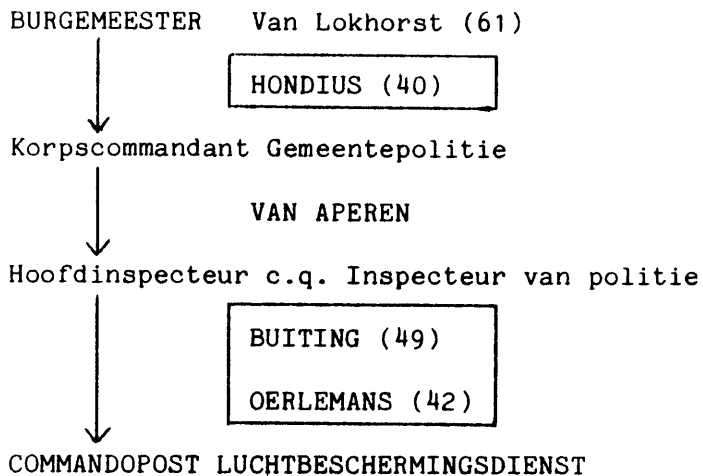 BURGEMEESTER Van Lokhorst (61)
HONDIUS (40)
Korpscommandant Gemeentepolitie
VAN APEREN
Hoofdinspecteur c.q. Inspecteur van politie
BUITING (49)
OERLEMANS (42)
COMMANDOPOST LUCHTBESCHERMINGSDIENST